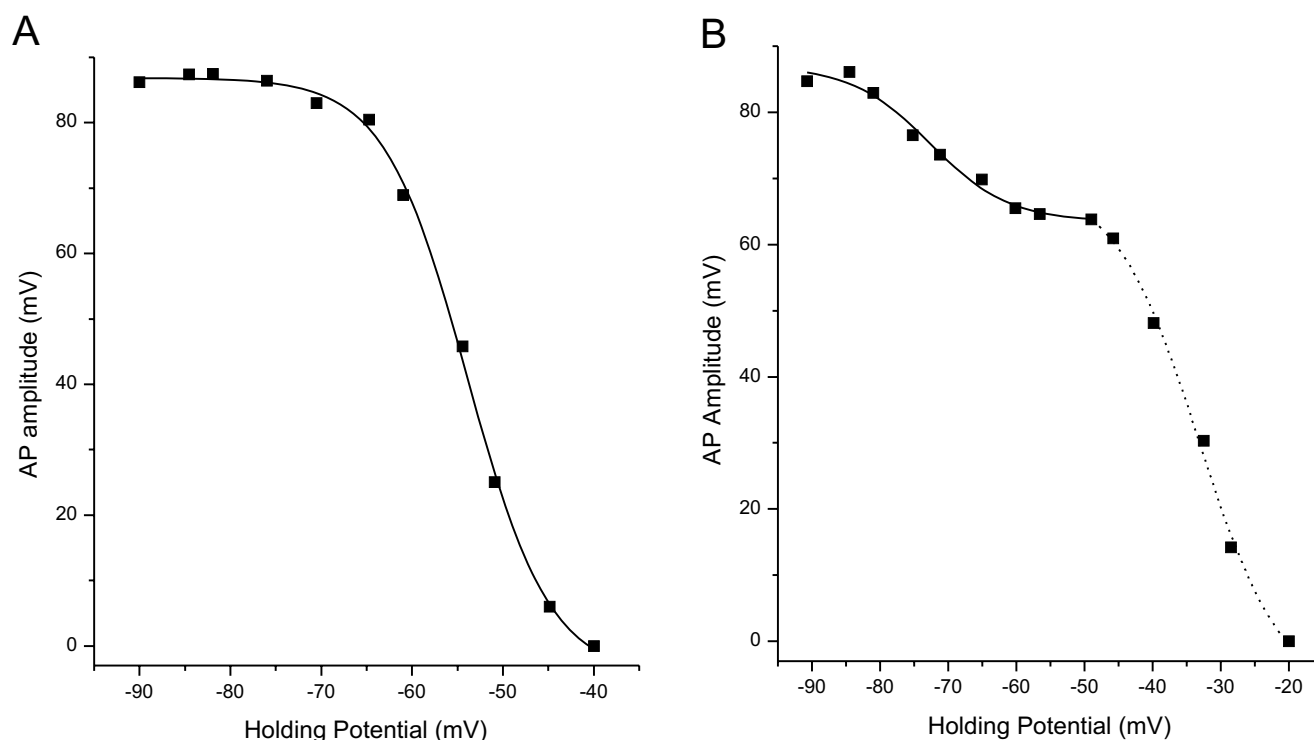 A
80
60
40
20
0
AP amplitude (mV)
-90 -80 -70 -60 -50 -40
Holding Potential (mV)
B
80
60
40
20
0
AP Amplitude (mV)
-90 -80 -70 -60 -50 -40 -30 -20
Holding Potential (mV)